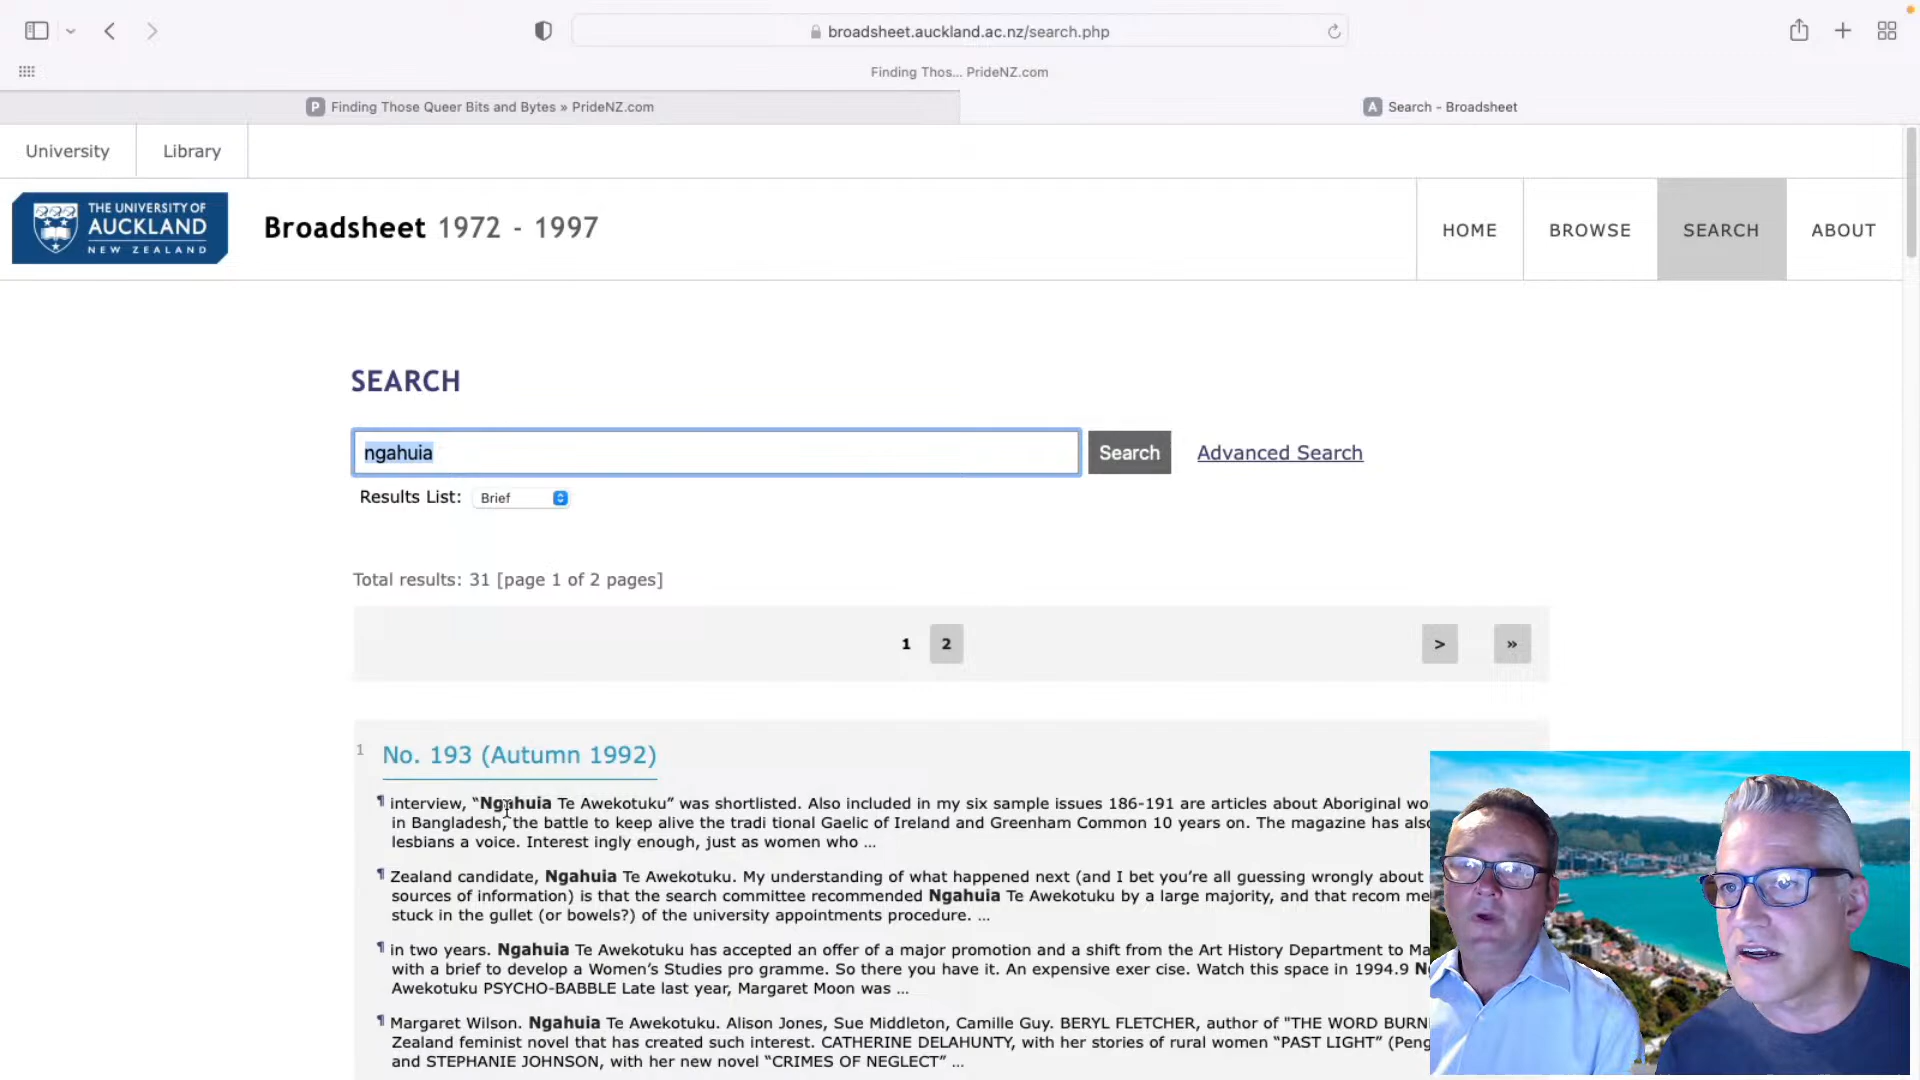 broadsheet.auckland.ac.nz/search.php
Finding Thos... PrideNZ.com
P Finding Those Queer Bits and Bytes » PrideNZ.com
A Search - Broadsheet
University
Library
THE UNIVERSITY OF
AUCKLAND
NEW ZEALAND
Broadsheet 1972 - 1997
HOME
BROWSE
SEARCH
ABOUT
SEARCH
ngahuia
Search
Advanced Search
Results List: Brief
Total results: 31 [page 1 of 2 pages]
1 2 > »
1 No. 193 (Autumn 1992)
¶ interview, “Ngahuia Te Awekotuku” was shortlisted. Also included in my six sample issues 186-191 are articles about Aboriginal wo
in Bangladesh, the battle to keep alive the tradi tional Gaelic of Ireland and Greenham Common 10 years on. The magazine has also
lesbians a voice. Interest ingly enough, just as women who ...
¶ Zealand candidate, Ngahuia Te Awekotuku. My understanding of what happened next (and I bet you’re all guessing wrongly about
sources of information) is that the search committee recommended Ngahuia Te Awekotuku by a large majority, and that recom me
stuck in the gullet (or bowels?) of the university appointments procedure. ...
¶ in two years. Ngahuia Te Awekotuku has accepted an offer of a major promotion and a shift from the Art History Department to Ma
with a brief to develop a Women’s Studies pro gramme. So there you have it. An expensive exer cise. Watch this space in 1994.9 N
Awekotuku PSYCHO-BABBLE Late last year, Margaret Moon was ...
¶ Margaret Wilson. Ngahuia Te Awekotuku. Alison Jones, Sue Middleton, Camille Guy. BERYL FLETCHER, author of "THE WORD BURN
Zealand feminist novel that has created such interest. CATHERINE DELAHUNTY, with her stories of rural women “PAST LIGHT” (Peng
and STEPHANIE JOHNSON, with her new novel “CRIMES OF NEGLECT” ...